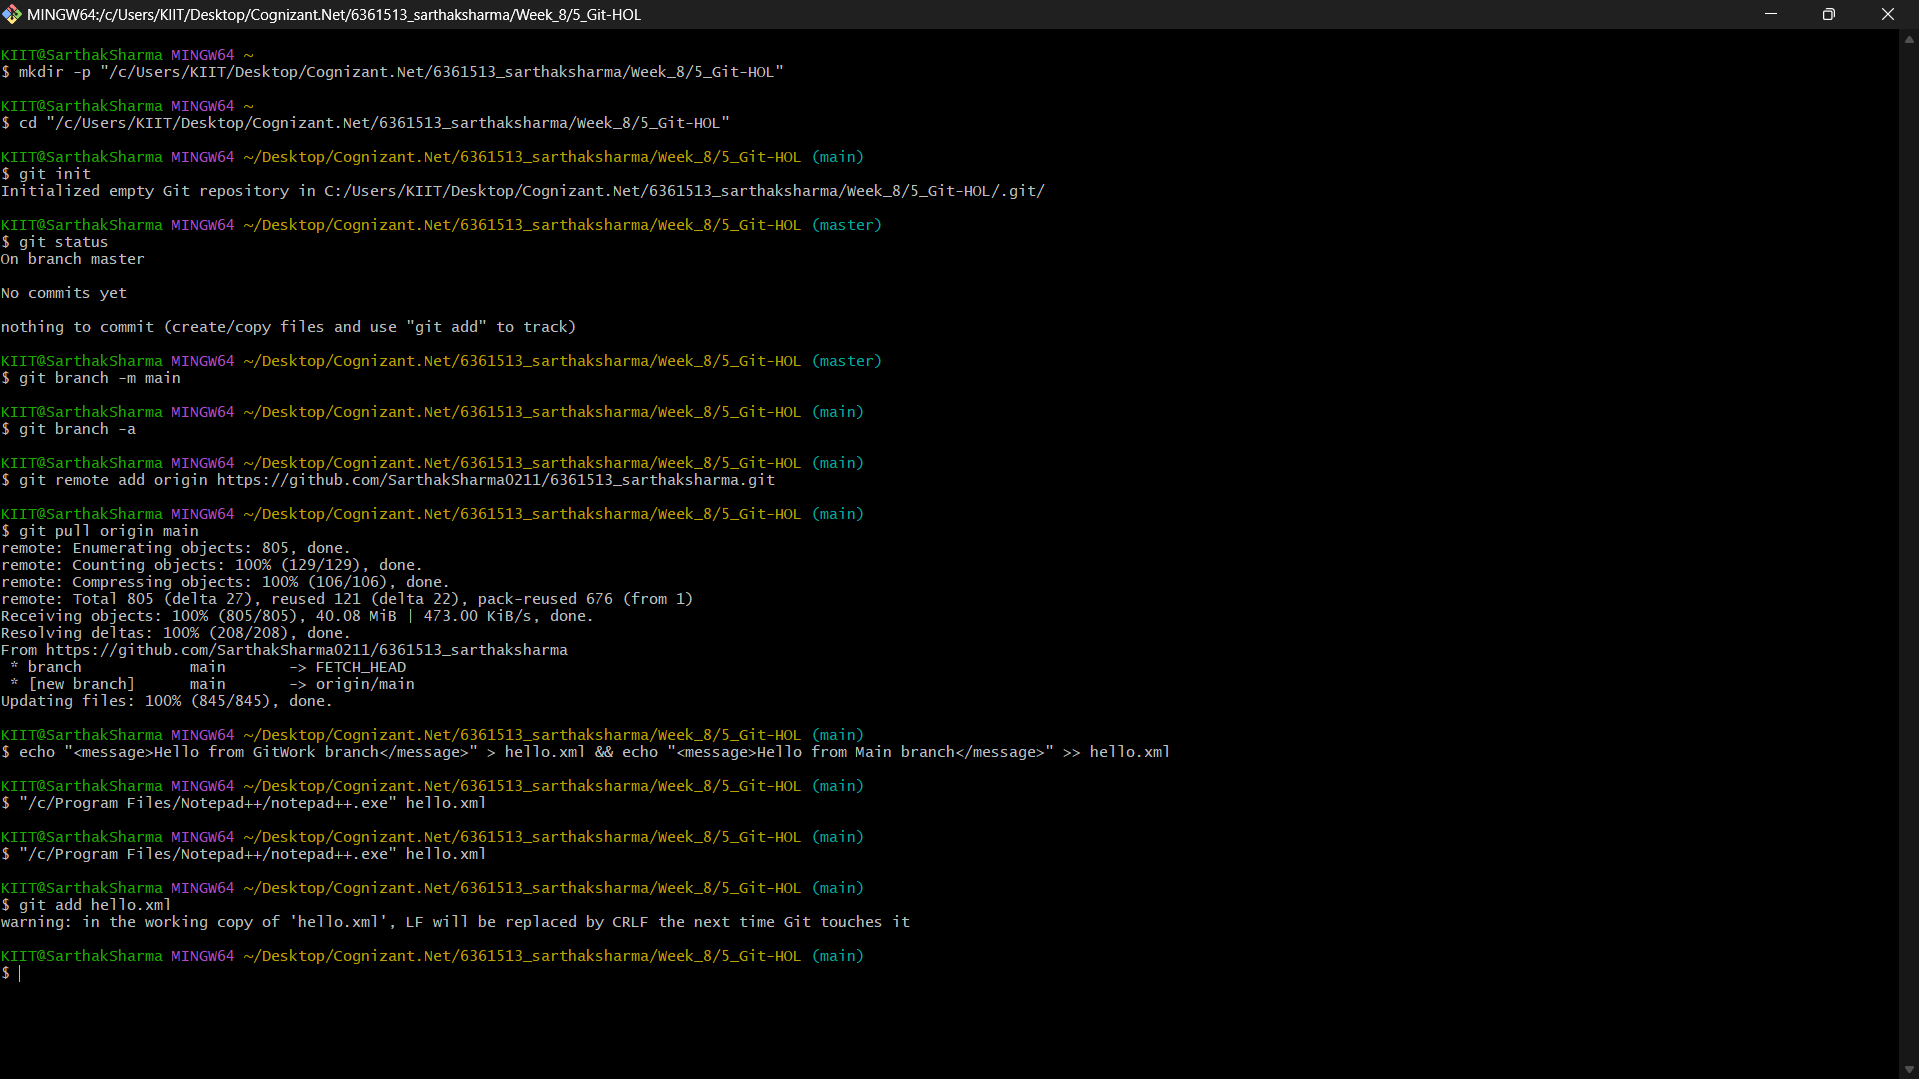 MINGW64:/c/Users/KIIT/Desktop/Cognizant.Net/6361513_sarthaksharma/Week_8/5_Git-HOL
KIIT@SarthakSharma MINGW64 ~
$ mkdir -p "/c/Users/KIIT/Desktop/Cognizant.Net/6361513_sarthaksharma/Week_8/5_Git-HOL"
KIIT@SarthakSharma MINGW64 ~
$ cd "/c/Users/KIIT/Desktop/Cognizant.Net/6361513_sarthaksharma/Week_8/5_Git-HOL"
KIIT@SarthakSharma MINGW64 ~/Desktop/Cognizant.Net/6361513_sarthaksharma/Week_8/5_Git-HOL (main)
$ git init
Initialized empty Git repository in C:/Users/KIIT/Desktop/Cognizant.Net/6361513_sarthaksharma/Week_8/5_Git-HOL/.git/
KIIT@SarthakSharma MINGW64 ~/Desktop/Cognizant.Net/6361513_sarthaksharma/Week_8/5_Git-HOL (master)
$ git status
On branch master
No commits yet
nothing to commit (create/copy files and use "git add" to track)
KIIT@SarthakSharma MINGW64 ~/Desktop/Cognizant.Net/6361513_sarthaksharma/Week_8/5_Git-HOL (master)
$ git branch -m main
KIIT@SarthakSharma MINGW64 ~/Desktop/Cognizant.Net/6361513_sarthaksharma/Week_8/5_Git-HOL (main)
$ git branch -a
KIIT@SarthakSharma MINGW64 ~/Desktop/Cognizant.Net/6361513_sarthaksharma/Week_8/5_Git-HOL (main)
$ git remote add origin https://github.com/SarthakSharma0211/6361513_sarthaksharma.git
KIIT@SarthakSharma MINGW64 ~/Desktop/Cognizant.Net/6361513_sarthaksharma/Week_8/5_Git-HOL (main)
$ git pull origin main
remote: Enumerating objects: 805, done.
remote: Counting objects: 100% (129/129), done.
remote: Compressing objects: 100% (106/106), done.
remote: Total 805 (delta 27), reused 121 (delta 22), pack-reused 676 (from 1)
Receiving objects: 100% (805/805), 40.08 MiB | 473.00 KiB/s, done.
Resolving deltas: 100% (208/208), done.
From https://github.com/SarthakSharma0211/6361513_sarthaksharma
 * branch            main       -> FETCH_HEAD
 * [new branch]      main       -> origin/main
Updating files: 100% (845/845), done.
KIIT@SarthakSharma MINGW64 ~/Desktop/Cognizant.Net/6361513_sarthaksharma/Week_8/5_Git-HOL (main)
$ echo "<message>Hello from GitWork branch</message>" > hello.xml && echo "<message>Hello from Main branch</message>" >> hello.xml
KIIT@SarthakSharma MINGW64 ~/Desktop/Cognizant.Net/6361513_sarthaksharma/Week_8/5_Git-HOL (main)
$ "/c/Program Files/Notepad++/notepad++.exe" hello.xml
KIIT@SarthakSharma MINGW64 ~/Desktop/Cognizant.Net/6361513_sarthaksharma/Week_8/5_Git-HOL (main)
$ "/c/Program Files/Notepad++/notepad++.exe" hello.xml
KIIT@SarthakSharma MINGW64 ~/Desktop/Cognizant.Net/6361513_sarthaksharma/Week_8/5_Git-HOL (main)
$ git add hello.xml
warning: in the working copy of 'hello.xml', LF will be replaced by CRLF the next time Git touches it
KIIT@SarthakSharma MINGW64 ~/Desktop/Cognizant.Net/6361513_sarthaksharma/Week_8/5_Git-HOL (main)
$